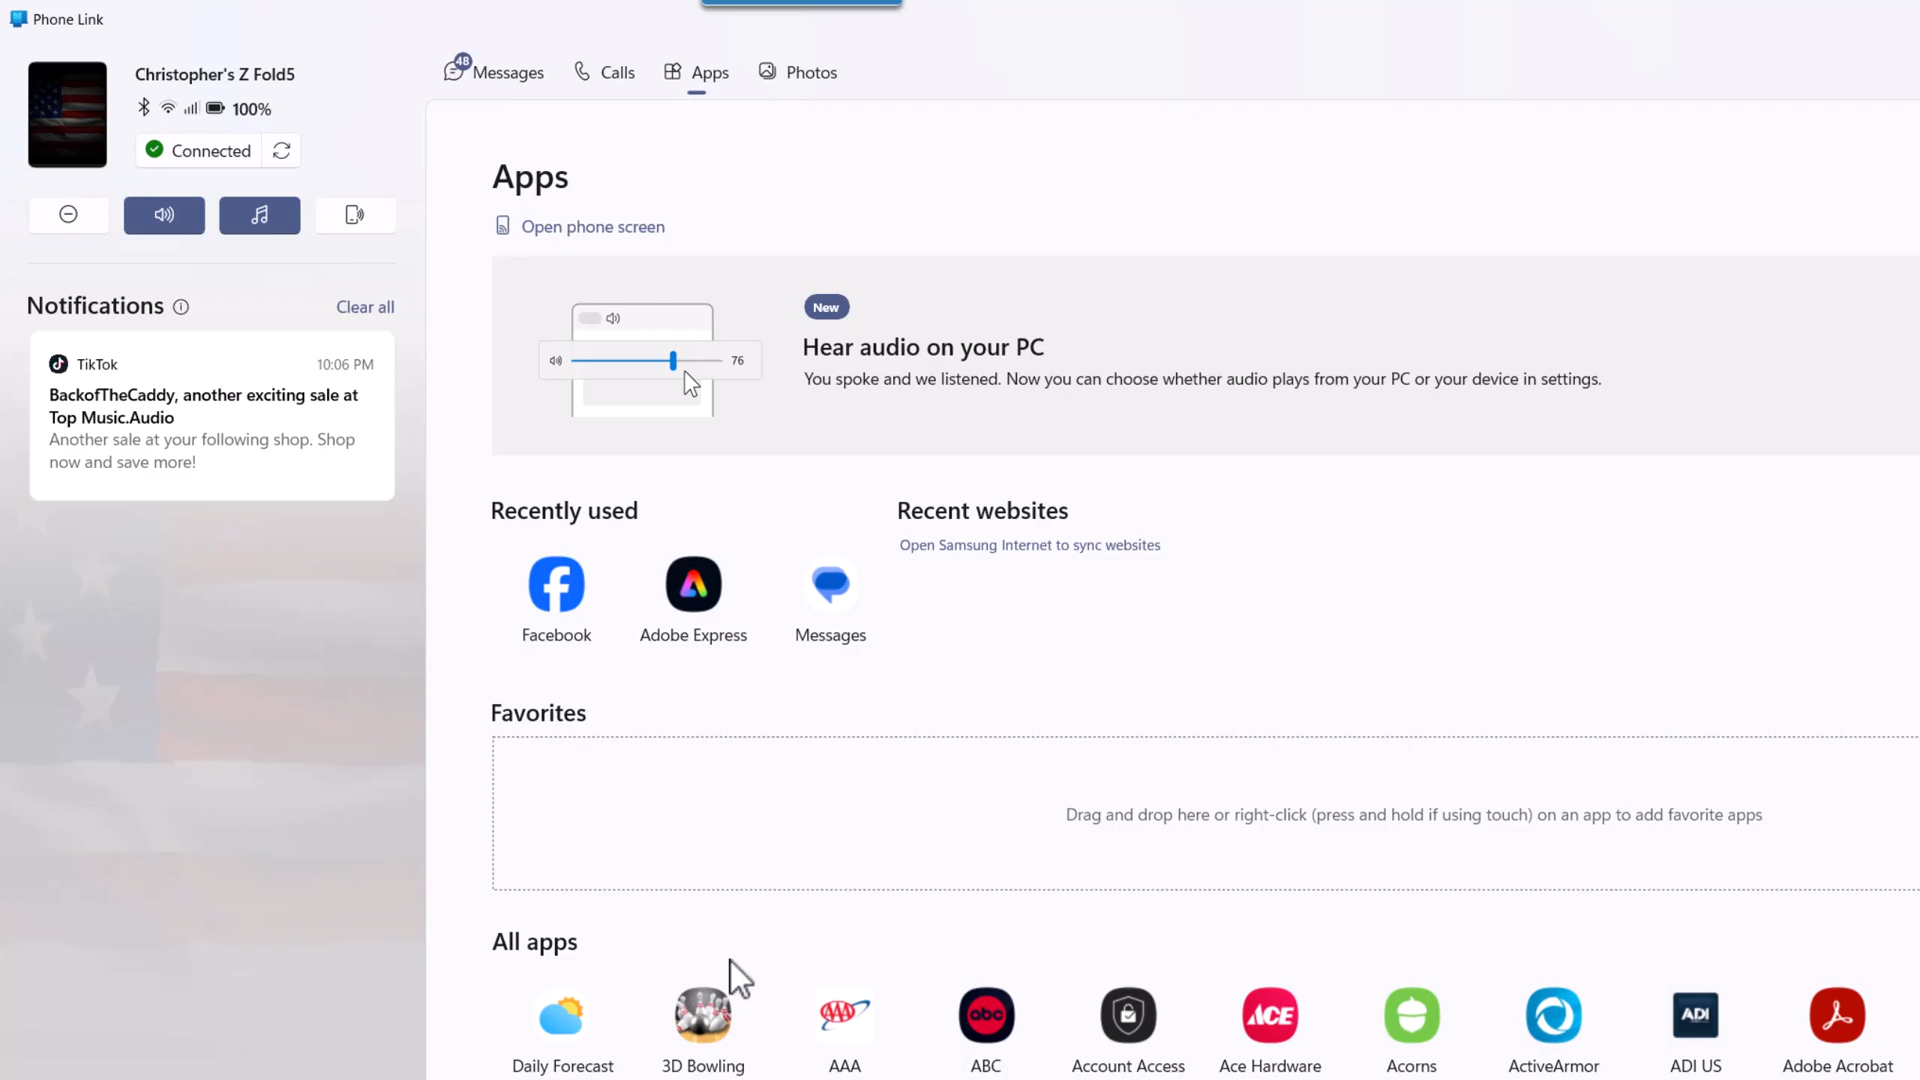 Phone Link
Christopher's Z Fold5
100%
Connected
Notifications
Clear all
TikTok
10:06 PM
BackofTheCaddy, another exciting sale at
Top Music.Audio
Another sale at your following shop. Shop
now and save more!
48
Messages
Calls
Apps
Photos
Apps
Open phone screen
76
New
Hear audio on your PC
You spoke and we listened. Now you can choose whether audio plays from your PC or your device in settings.
Recently used
Facebook
Adobe Express
Messages
Recent websites
Open Samsung Internet to sync websites
Favorites
Drag and drop here or right-click (press and hold if using touch) on an app to add favorite apps
All apps
Daily Forecast
3D Bowling
AAA
AAA
abc
ABC
Account Access
ACE
Ace Hardware
Acorns
ActiveArmor
ADI
ADI US
Adobe Acrobat